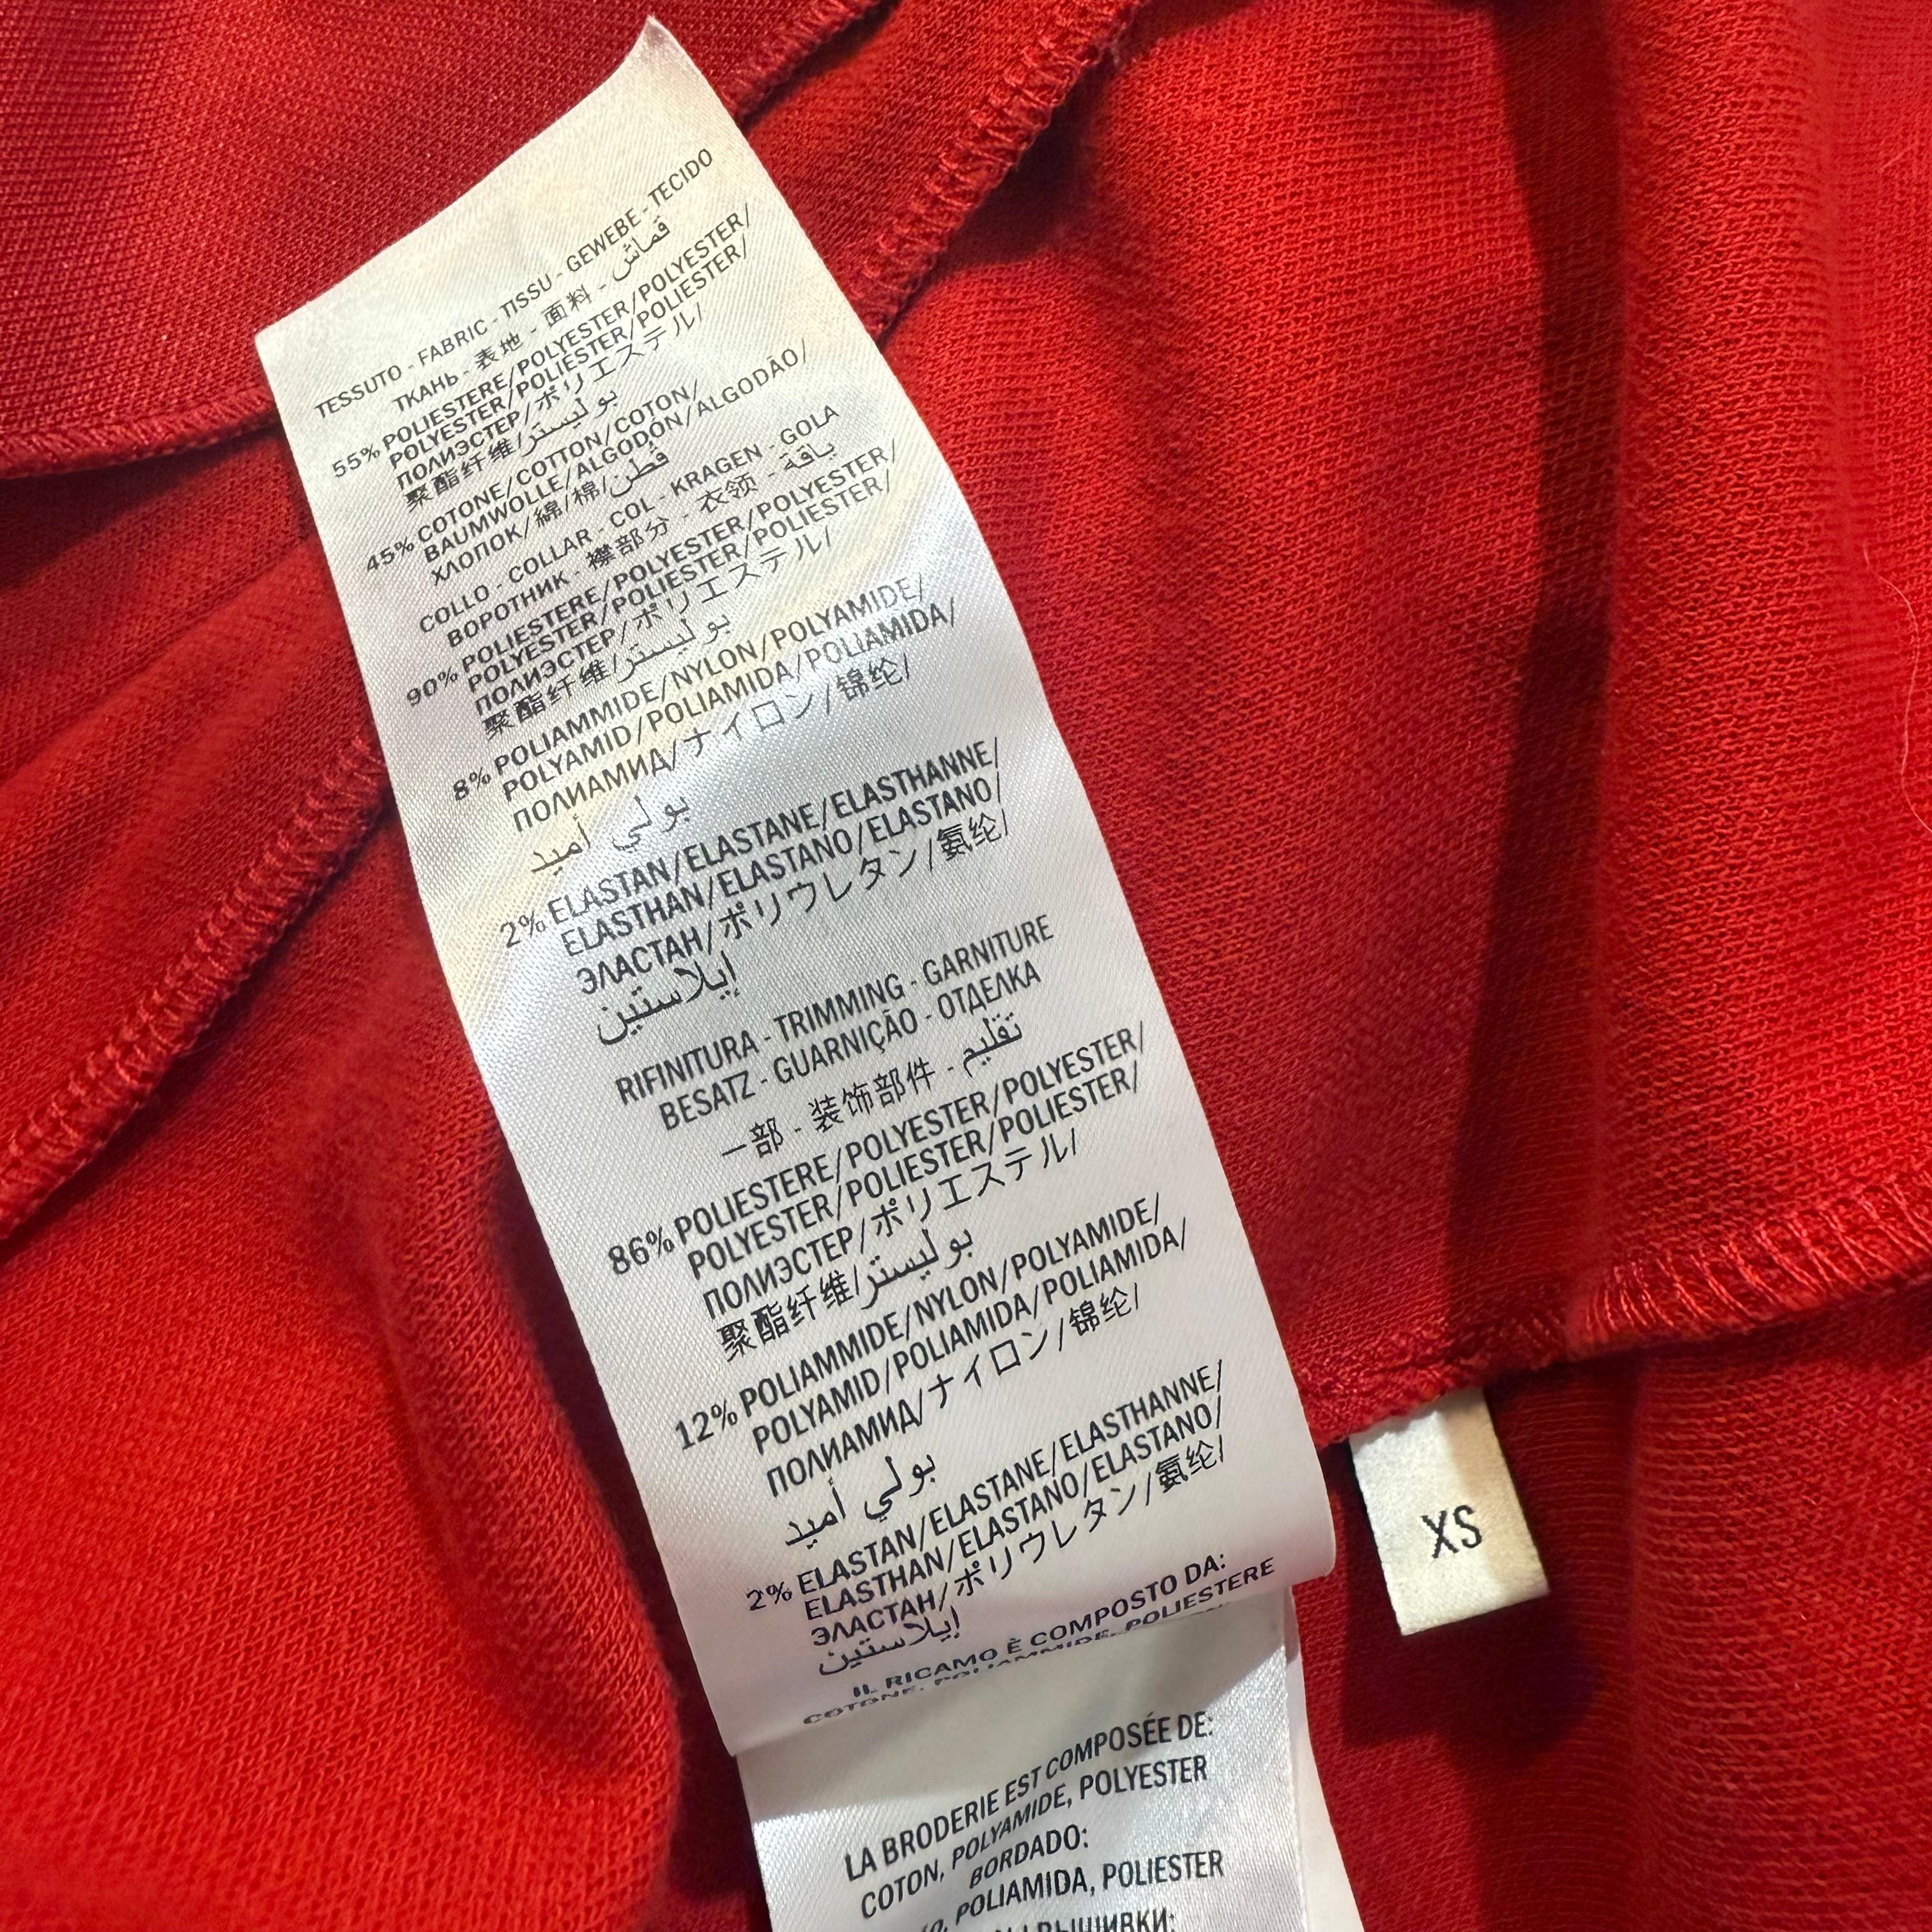 TESSUTO - FABRIC - TISSU - GEWEBE - TECIDO
ТКАНЬ - 表地 - 面料 - قماش
55% POLIESTERE/POLYESTER/POLYESTER/
POLYESTER/POLIÉSTER/POLIESTER/
ПОЛИЭСТЕР/ポリエステル/
聚酯纤维/بوليستر
45% COTONE/COTTON/COTON/
BAUMWOLLE/ALGODÓN/ALGODÃO/
ХЛОПОК/綿/棉/قطن
COLLO - COLLAR - COL - KRAGEN - GOLA
ВОРОТНИК - 襟部分 - 衣领 - ياقة
90% POLIESTERE/POLYESTER/POLYESTER/
POLYESTER/POLIESTER/POLIESTER/
ПОЛИЭСТЕР/ポリエステル/
聚酯纤维/بوليستر
8% POLIAMMIDE/NYLON/POLYAMIDE/
POLYAMID/POLIAMIDA/POLIAMIDA/
ПОЛИАМИД/ナイロン/锦纶/
بولي أميد
2% ELASTAN/ELASTANE/ELASTHANNE/
ELASTHAN/ELASTANO/ELASTANO/
ЭЛАСТАН/ポリウレタン/氨纶/
إيلاستين
RIFINITURA - TRIMMING - GARNITURE
BESATZ - GUARNIÇÃO - ОТДЕЛКА
一部 - 装饰部件 - تقليم
86% POLIESTERE/POLYESTER/POLYESTER/
POLYESTER/POLIESTER/POLIESTER/
ПОЛИЭСТЕР/ポリエステル/
聚酯纤维/بوليستر
12% POLIAMMIDE/NYLON/POLYAMIDE/
POLYAMID/POLIAMIDA/POLIAMIDA/
ПОЛИАМИД/ナイロン/锦纶/
بولي أميد
2% ELASTAN/ELASTANE/ELASTHANNE/
ELASTHAN/ELASTANO/ELASTANO/
ЭЛАСТАН/ポリウレタン/氨纶/
إيلاستين
IL RICAMO È COMPOSTO DA:
COTONE, POLIAMMIDE, POLIESTERE
LA BRODERIE EST COMPOSÉE DE:
COTON, POLYAMIDE, POLYESTER
BORDADO:
POLIAMIDA, POLIESTER
XS